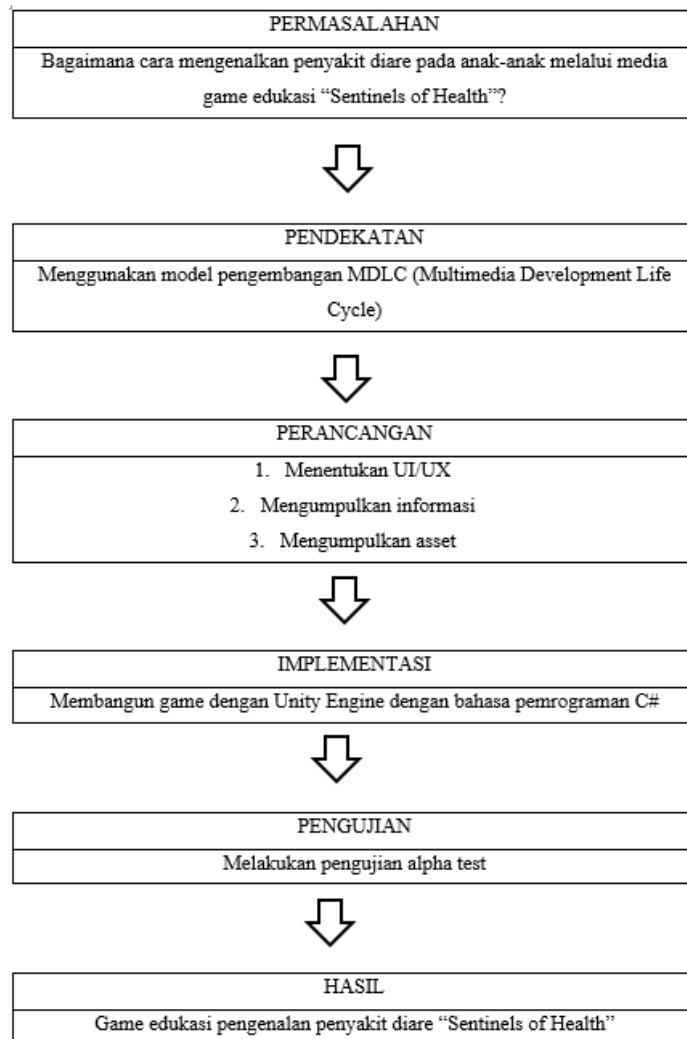 PERMASALAHAN
Bagaimana cara mengenalkan penyakit diare pada anak-anak melalui media
game edukasi “Sentinels of Health”?
PENDEKATAN
Menggunakan model pengembangan MDLC (Multimedia Development Life
Cycle)
PERANCANGAN
1. Menentukan UI/UX
2. Mengumpulkan informasi
3. Mengumpulkan asset
IMPLEMENTASI
Membangun game dengan Unity Engine dengan bahasa pemrograman C#
PENGUJIAN
Melakukan pengujian alpha test
HASIL
Game edukasi pengenalan penyakit diare “Sentinels of Health”